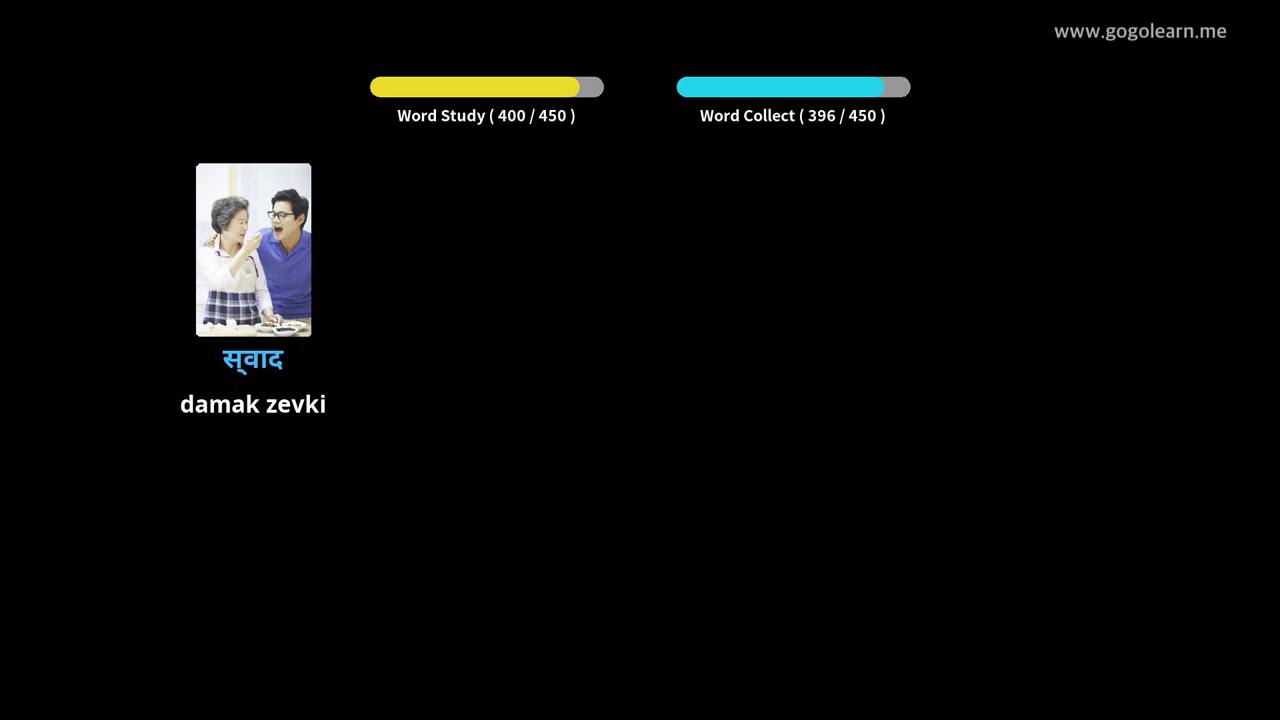 www.gogolearn.me
Word Study ( 400 / 450 )
Word Collect ( 396 / 450 )
स्‌वाद
damak zevki